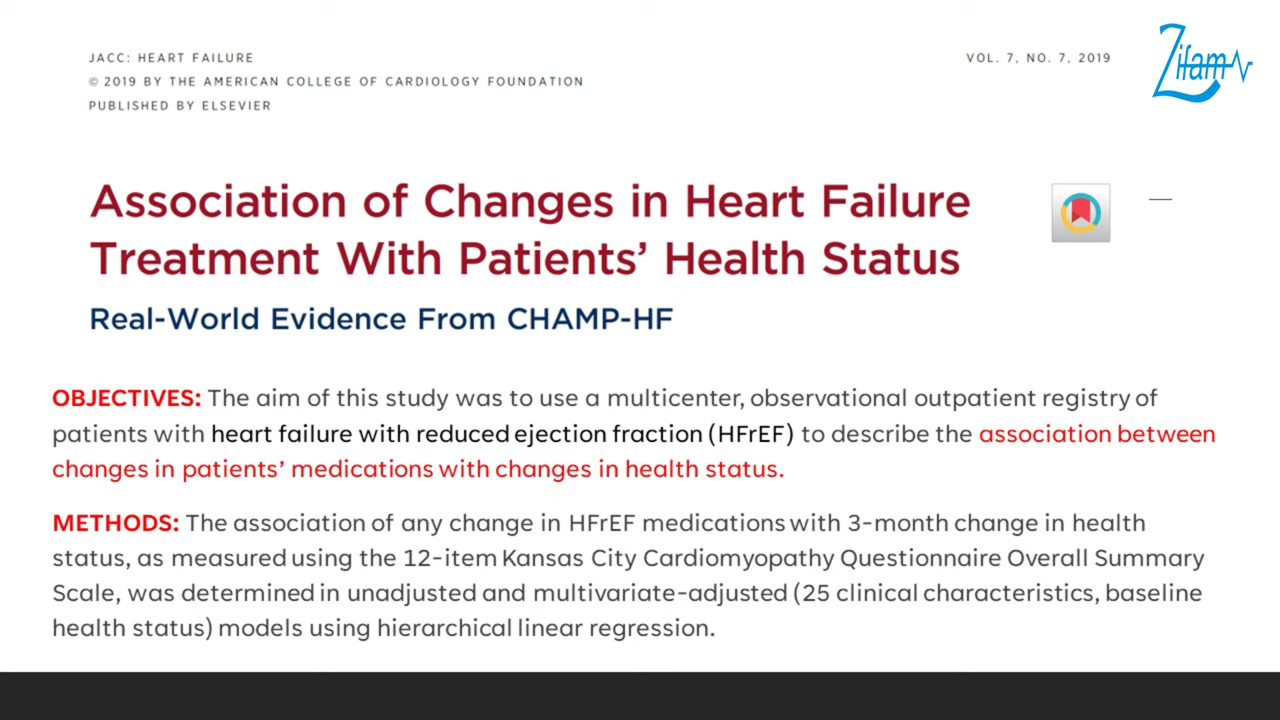 JACC: HEART FAILURE
VOL. 7, NO. 7, 2019
Zifam
© 2019 BY THE AMERICAN COLLEGE OF CARDIOLOGY FOUNDATION
PUBLISHED BY ELSEVIER
Association of Changes in Heart Failure
Treatment With Patients’ Health Status
Real-World Evidence From CHAMP-HF
OBJECTIVES: The aim of this study was to use a multicenter, observational outpatient registry of
patients with heart failure with reduced ejection fraction (HFrEF) to describe the association between
changes in patients’ medications with changes in health status.
METHODS: The association of any change in HFrEF medications with 3-month change in health
status, as measured using the 12-item Kansas City Cardiomyopathy Questionnaire Overall Summary
Scale, was determined in unadjusted and multivariate-adjusted (25 clinical characteristics, baseline
health status) models using hierarchical linear regression.